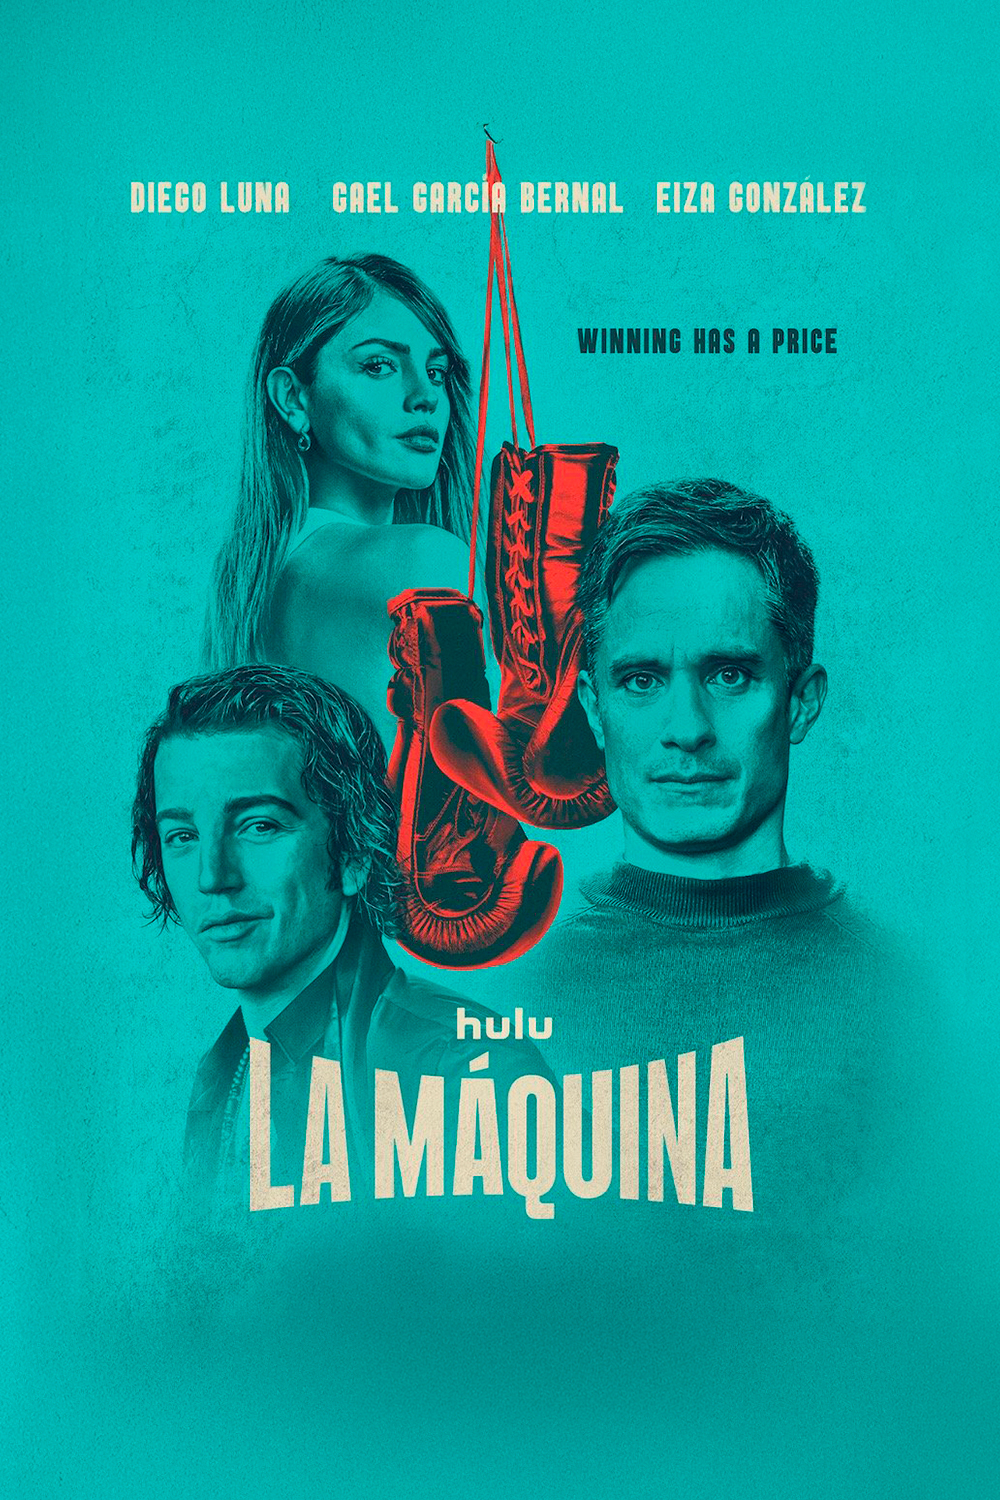 DIEGO LUNA GAEL GARCÍA BERNAL EIZA GONZÁLEZ
WINNING HAS A PRICE
hulu
LA MÁQUINA